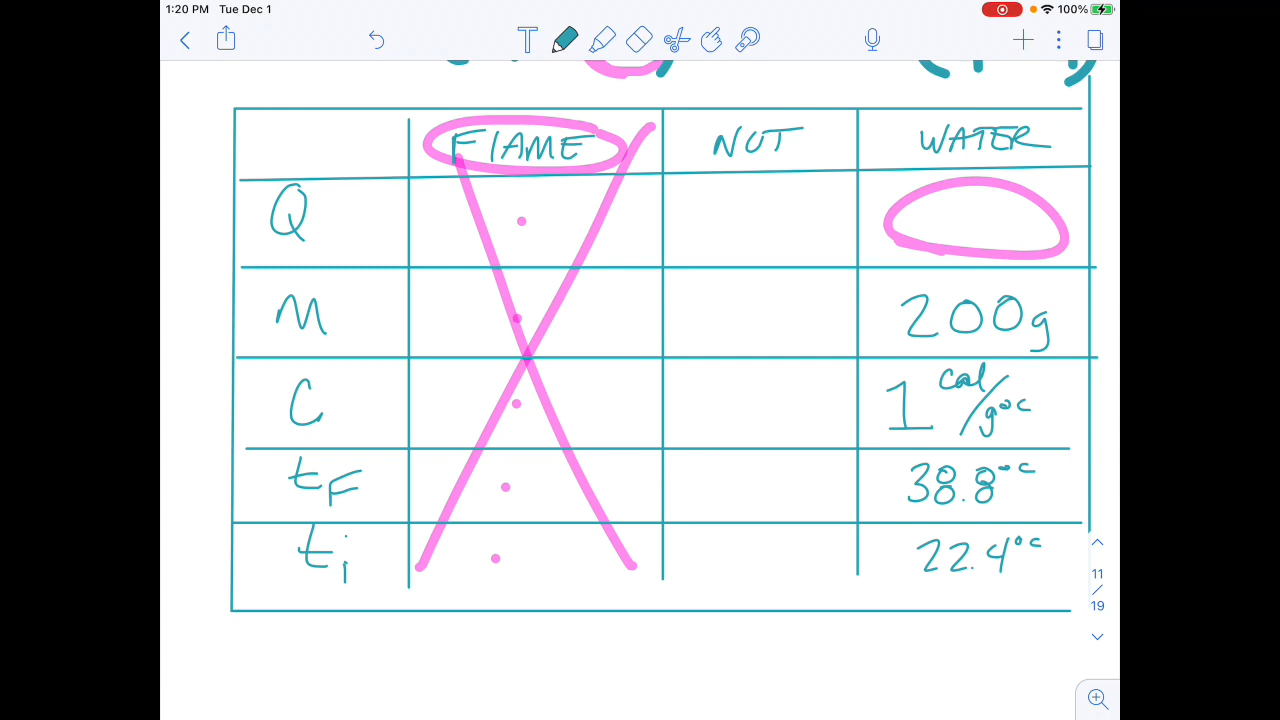 1:20 PM Tue Dec 1
100%
T
FlAME NOT WATER
Q
M 200g
C 1 cal/g°C
tF 38.8°C
ti 22.4°C
11
/
19